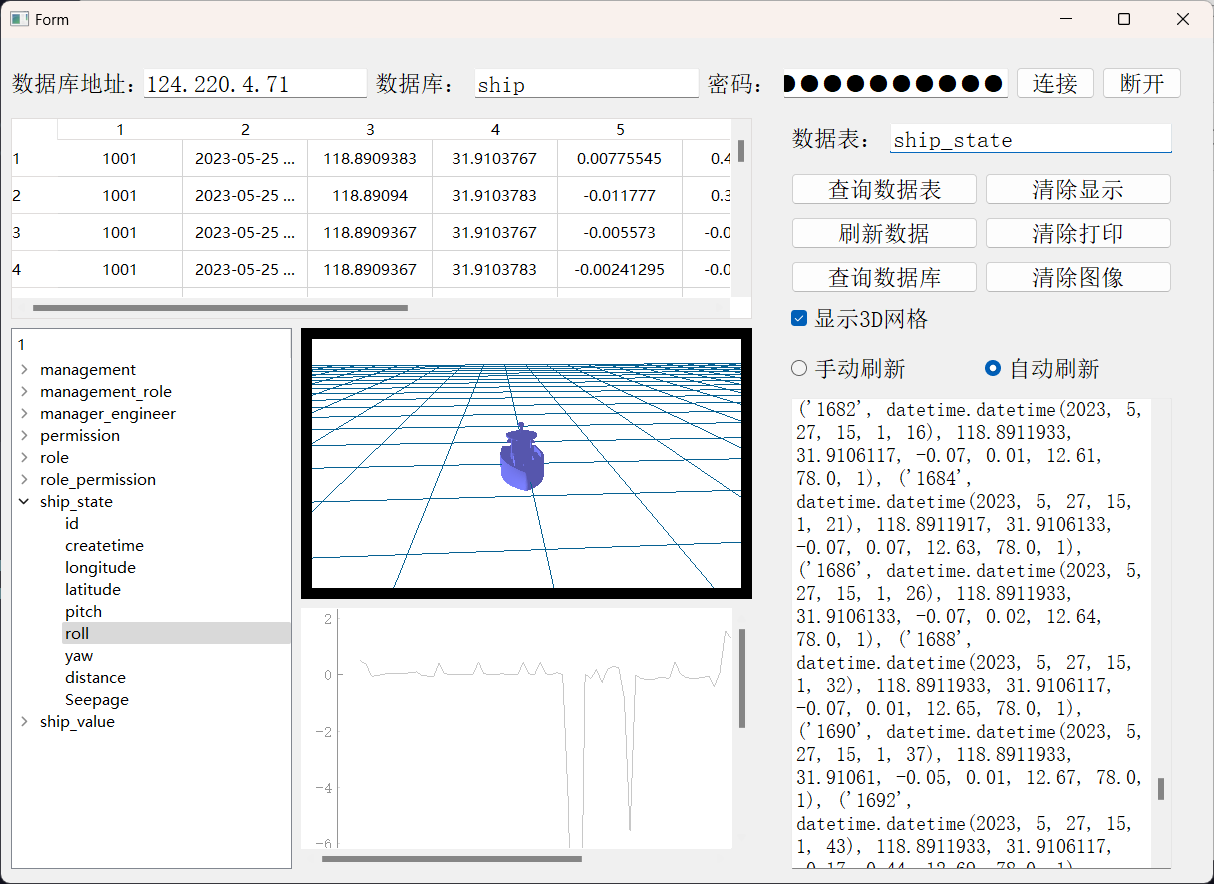 Form
数据库地址: 124.220.4.71 数据库: ship 密码: ●●●●●●●●●● 连接 断开
1 2 3 4 5
1 1001 2023-05-25 ... 118.8909383 31.9103767 0.00775545 0.4
2 1001 2023-05-25 ... 118.89094 31.9103783 -0.011777 0.3
3 1001 2023-05-25 ... 118.8909367 31.9103767 -0.005573 -0.0
4 1001 2023-05-25 ... 118.8909367 31.9103783 -0.00241295 -0.0
数据表: ship_state
查询数据表 清除显示
刷新数据 清除打印
查询数据库 清除图像
显示3D网格
手动刷新 自动刷新
1
management
management_role
manager_engineer
permission
role
role_permission
ship_state
id
createtime
longitude
latitude
pitch
roll
yaw
distance
Seepage
ship_value
2
0
-2
-4
-6
('1682', datetime.datetime(2023, 5,
27, 15, 1, 16), 118.8911933,
31.9106117, -0.07, 0.01, 12.61,
78.0, 1), ('1684',
datetime.datetime(2023, 5, 27, 15,
1, 21), 118.8911917, 31.9106133,
-0.07, 0.07, 12.63, 78.0, 1),
('1686', datetime.datetime(2023, 5,
27, 15, 1, 26), 118.8911933,
31.9106133, -0.07, 0.02, 12.64,
78.0, 1), ('1688',
datetime.datetime(2023, 5, 27, 15,
1, 32), 118.8911933, 31.9106117,
-0.07, 0.01, 12.65, 78.0, 1),
('1690', datetime.datetime(2023, 5,
27, 15, 1, 37), 118.8911933,
31.91061, -0.05, 0.01, 12.67, 78.0,
1), ('1692',
datetime.datetime(2023, 5, 27, 15,
1, 43), 118.8911933, 31.9106117,